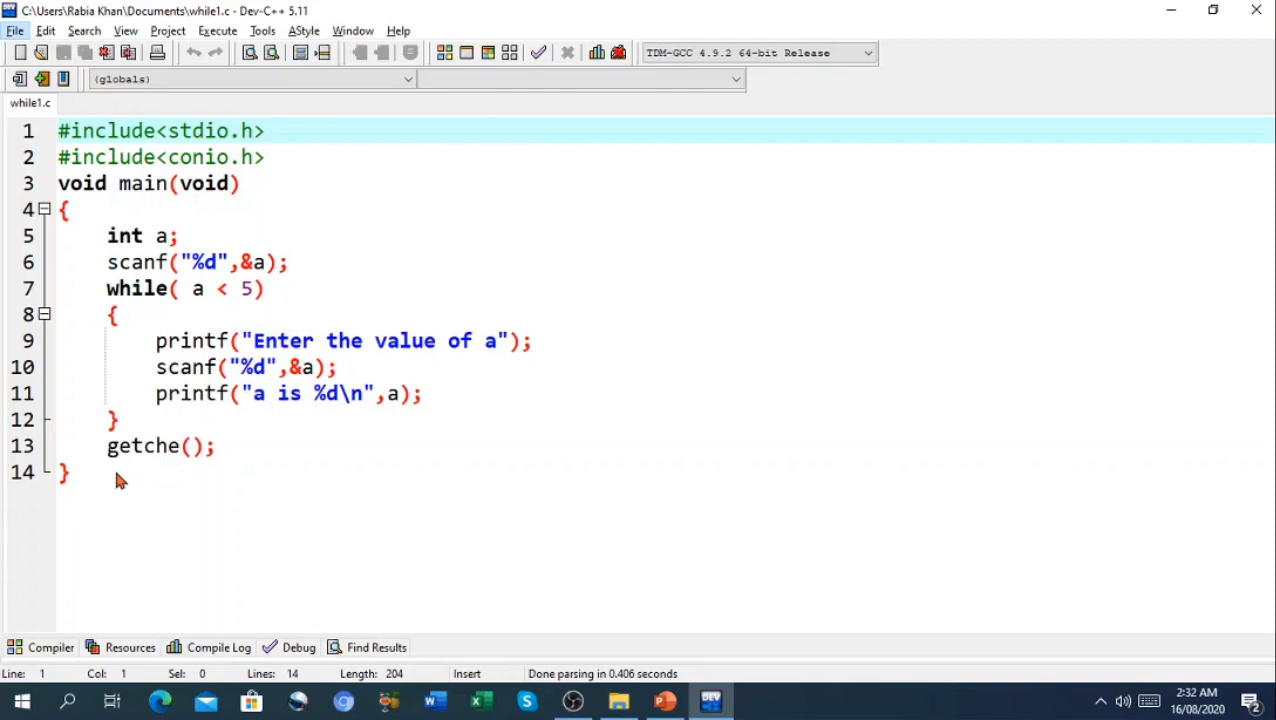 C:\Users\Rabia Khan\Documents\while1.c - Dev-C++ 5.11
File Edit Search View Project Execute Tools AStyle Window Help
TDM-GCC 4.9.2 64-bit Release
(globals)
while1.c
1 #include<stdio.h>
2 #include<conio.h>
3 void main(void)
4 {
5 int a;
6 scanf("%d",&a);
7 while( a < 5)
8 {
9 printf("Enter the value of a");
10 scanf("%d",&a);
11 printf("a is %d\n",a);
12 }
13 getche();
14 }
Compiler Resources Compile Log Debug Find Results
Line: 1 Col: 1 Sel: 0 Lines: 14 Length: 204 Insert Done parsing in 0.406 seconds
DEV
2:32 AM
16/08/2020
2